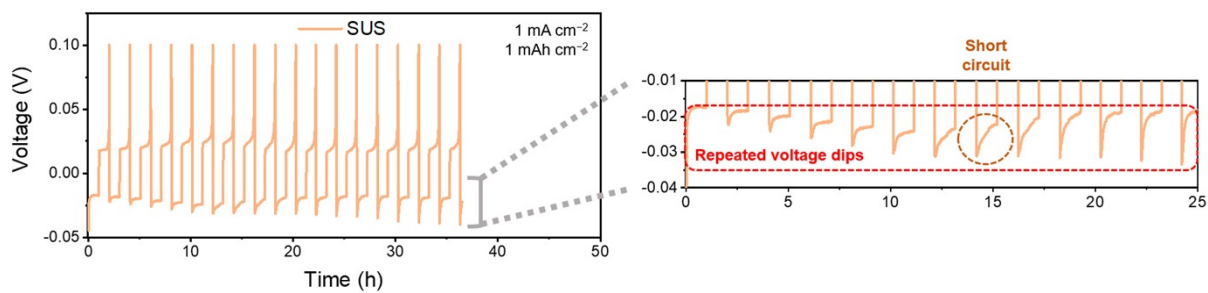 SUS
1 mA cm⁻²
1 mAh cm⁻²
0.10
0.05
0.00
-0.05
Voltage (V)
0 10 20 30 40 50
Time (h)
Short
circuit
-0.01
-0.02
-0.03
-0.04
Repeated voltage dips
0 5 10 15 20 25